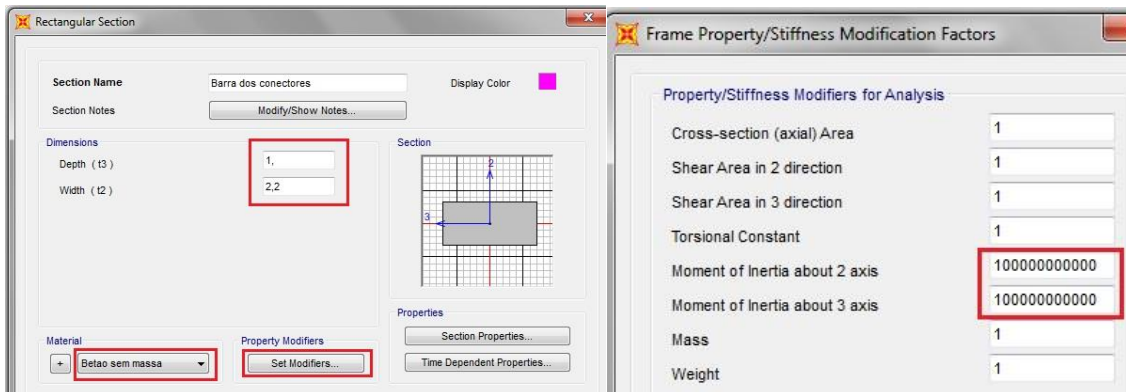 Rectangular Section
Section Name Barra dos conectores Display Color
Section Notes Modify/Show Notes...
Dimensions
Depth ( t3 ) 1,
Width ( t2 ) 2,2
Section
2
3
Properties
Section Properties...
Time Dependent Properties...
Material
+ Betao sem massa
Property Modifiers
Set Modifiers...
Frame Property/Stiffness Modification Factors
Property/Stiffness Modifiers for Analysis
Cross-section (axial) Area 1
Shear Area in 2 direction 1
Shear Area in 3 direction 1
Torsional Constant 1
Moment of Inertia about 2 axis 100000000000
Moment of Inertia about 3 axis 100000000000
Mass 1
Weight 1